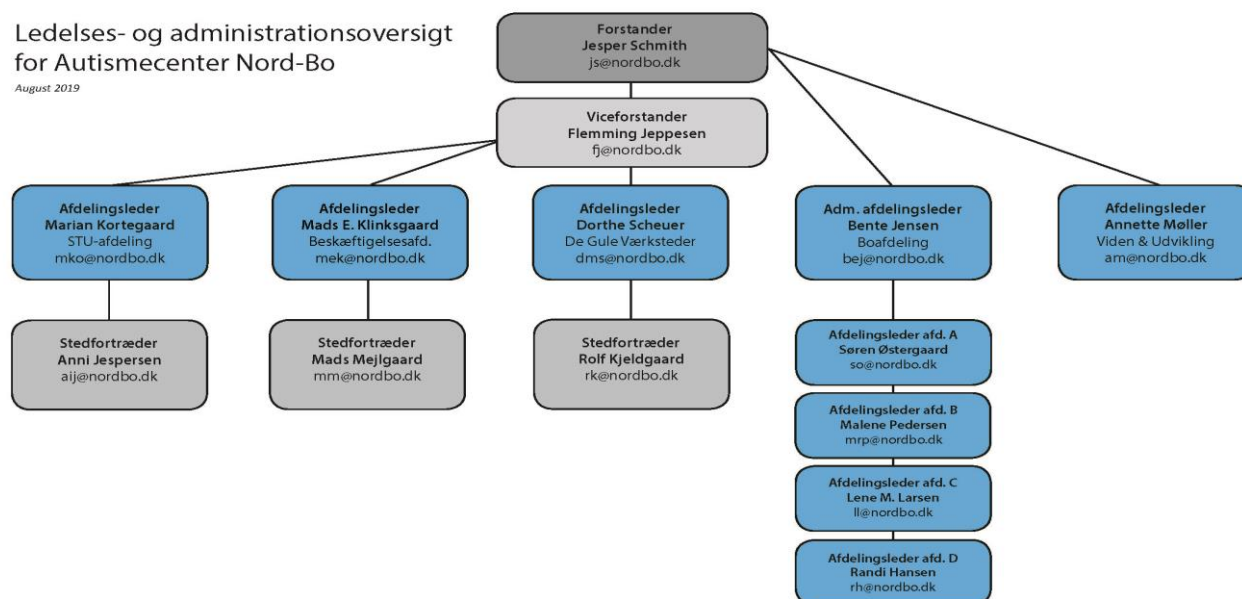 Ledelses- og administrationsoversigt
for Autismecenter Nord-Bo
August 2019
Forstander
Jesper Schmith
js@nordbo.dk
Viceforstander
Flemming Jeppesen
fj@nordbo.dk
Afdelingsleder
Marian Kortegaard
STU-afdeling
mko@nordbo.dk
Afdelingsleder
Mads E. Klinksgaard
Beskæftigelsesafd.
mek@nordbo.dk
Afdelingsleder
Dorthe Scheuer
De Gule Værksteder
dms@nordbo.dk
Adm. afdelingsleder
Bente Jensen
Boafdeling
bej@nordbo.dk
Afdelingsleder
Annette Møller
Viden & Udvikling
am@nordbo.dk
Stedfortræder
Anni Jespersen
aij@nordbo.dk
Stedfortræder
Mads Mejlgaard
mm@nordbo.dk
Stedfortræder
Rolf Kjeldgaard
rk@nordbo.dk
Afdelingsleder afd. A
Søren Østergaard
so@nordbo.dk
Afdelingsleder afd. B
Malene Pedersen
mrp@nordbo.dk
Afdelingsleder afd. C
Lene M. Larsen
ll@nordbo.dk
Afdelingsleder afd. D
Randi Hansen
rh@nordbo.dk